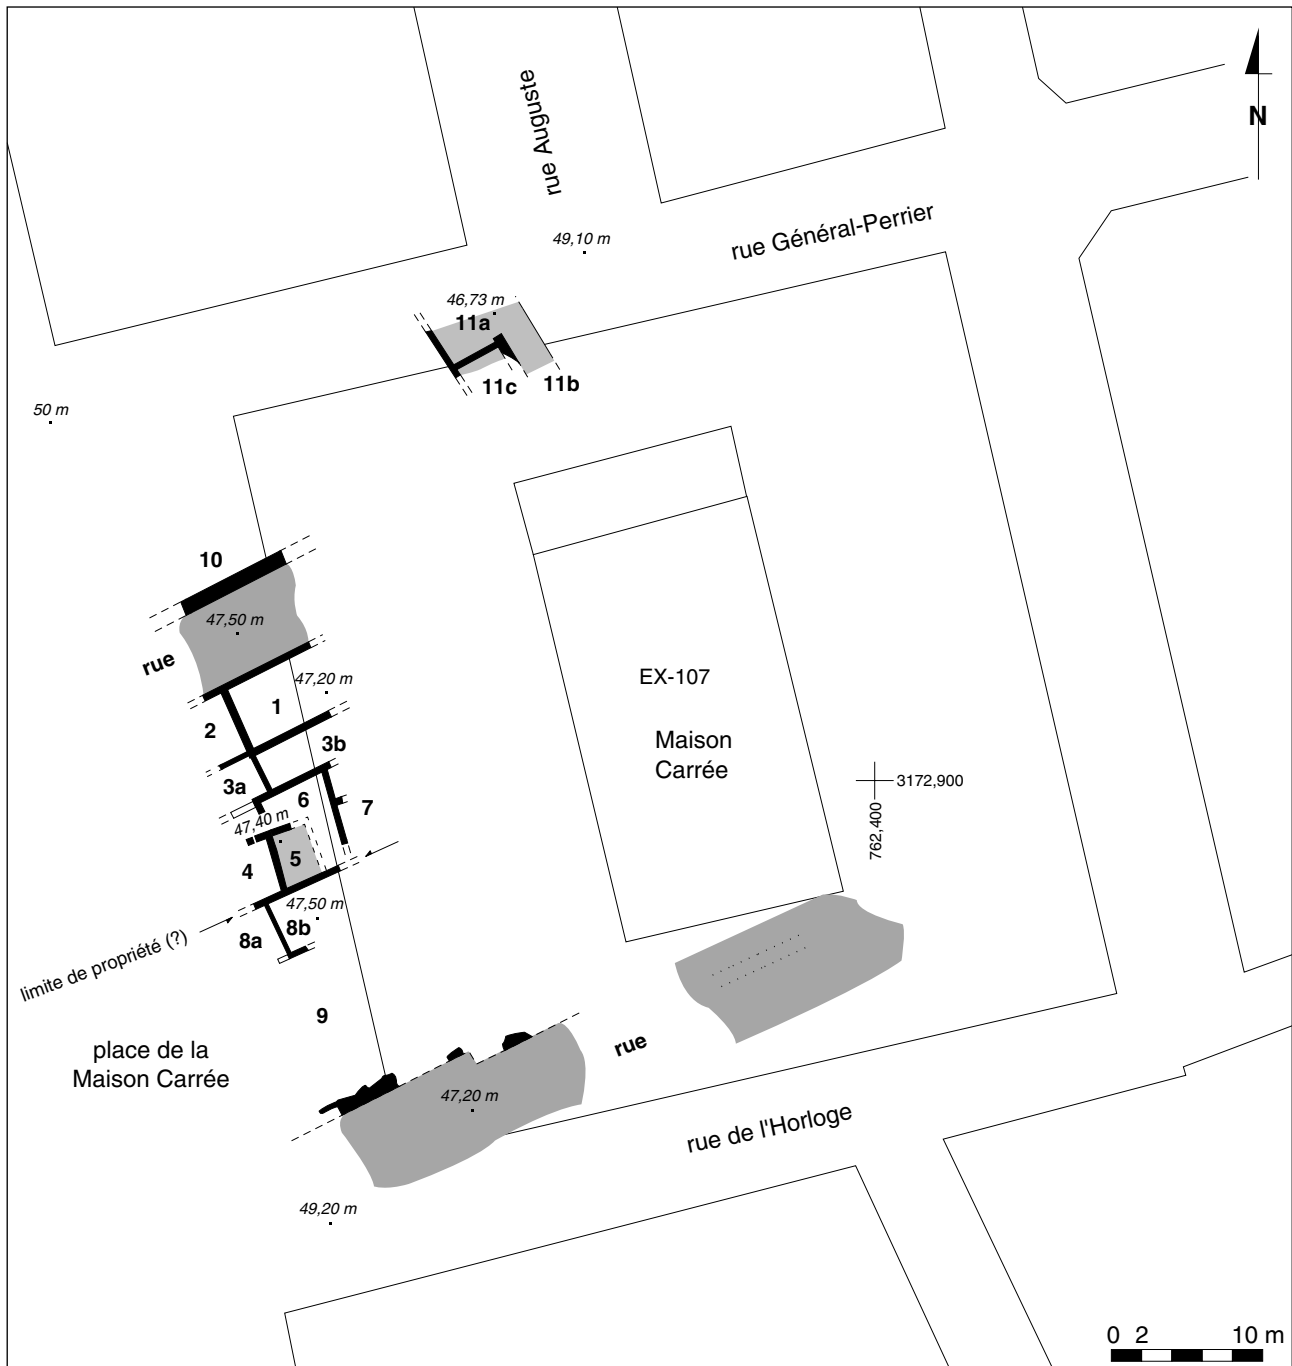 rue Auguste
N
49,10 m
rue Général-Perrier
46,73 m
11a
11c
11b
50 m
10
47,50 m
rue
47,20 m
1
2
3b
3a
6
7
47,40 m
5
4
47,50 m
8b
8a
limite de propriété (?)
9
EX-107
Maison
Carrée
3172,900
762,400
place de la
Maison Carrée
rue
47,20 m
rue de l'Horloge
49,20 m
0 2 10 m